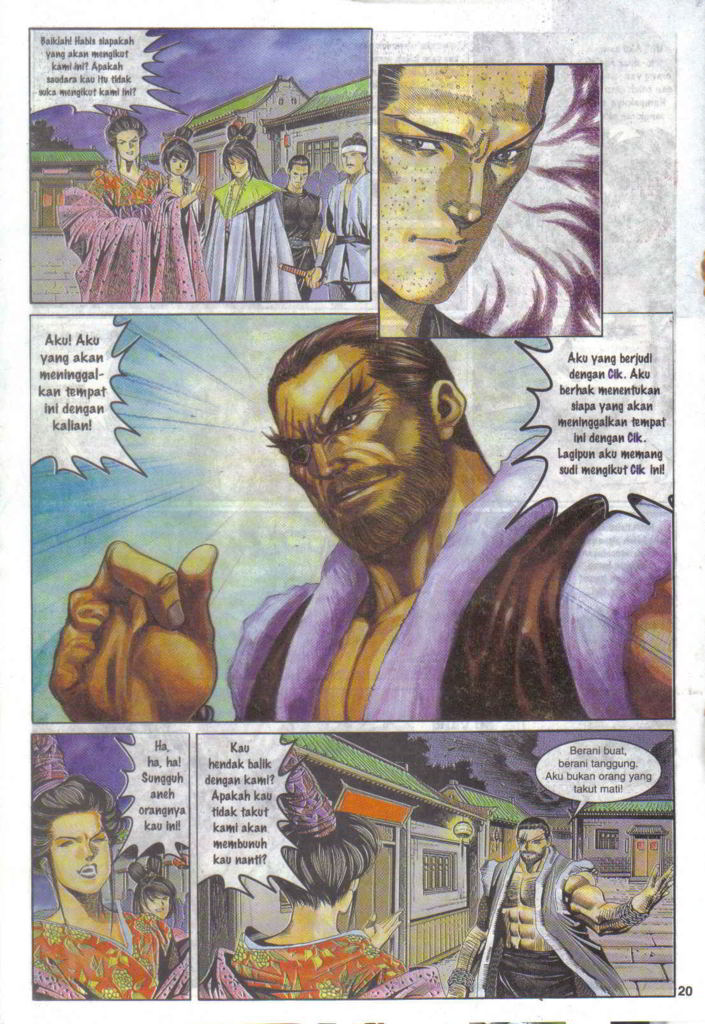 Baiklah! Habis siapakah
yang akan mengikut
kami ini? Apakah
saudara kau itu tidak
suka mengikut kami ini?
Aku! Aku
yang akan
meninggal-
kan tempat
ini dengan
kalian!
Aku yang berjudi
dengan Cik. Aku
berhak menentukan
siapa yang akan
meninggalkan tempat
ini dengan Cik.
Lagipun aku memang
sudi mengikut Cik ini!
Ha,
ha, ha!
Sungguh
aneh
orangnya
kau ini!
Kau
hendak balik
dengan kami?
Apakah kau
tidak takut
kami akan
membunuh
kau nanti?
Berani buat,
berani tanggung.
Aku bukan orang yang
takut mati!
20